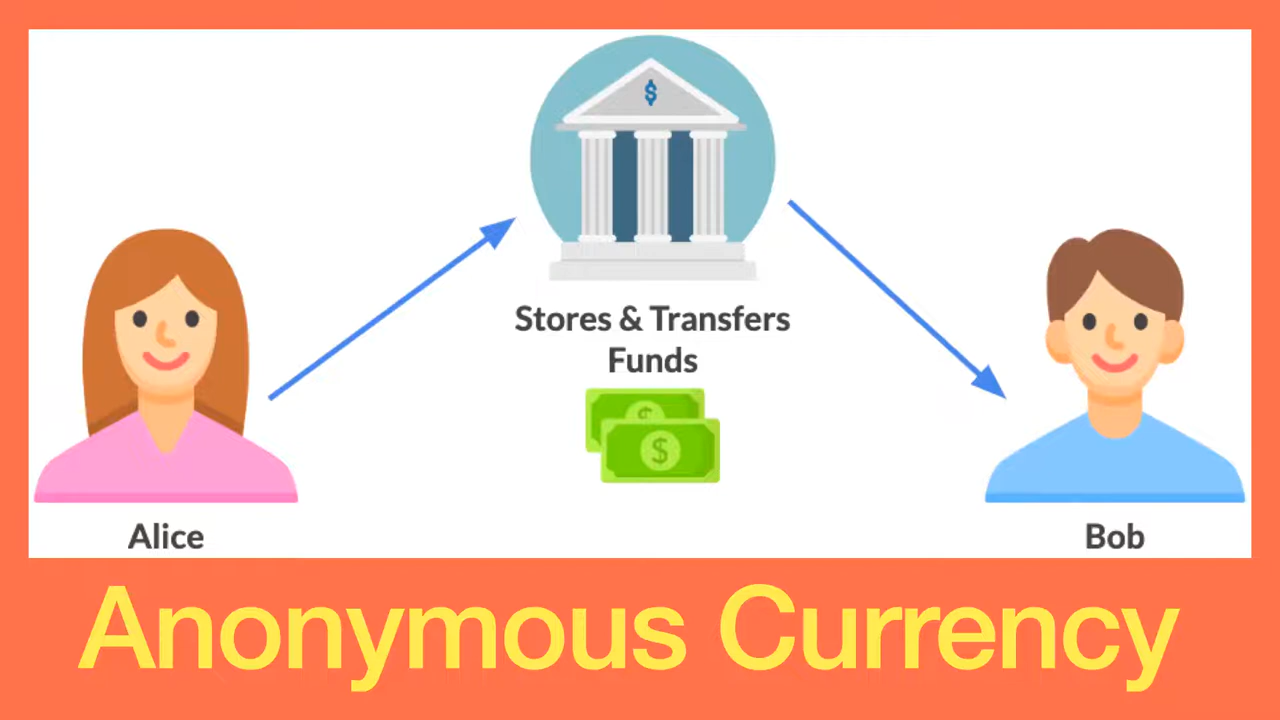 $
Stores & Transfers
Funds
$
$
Alice
Bob
Anonymous Currency